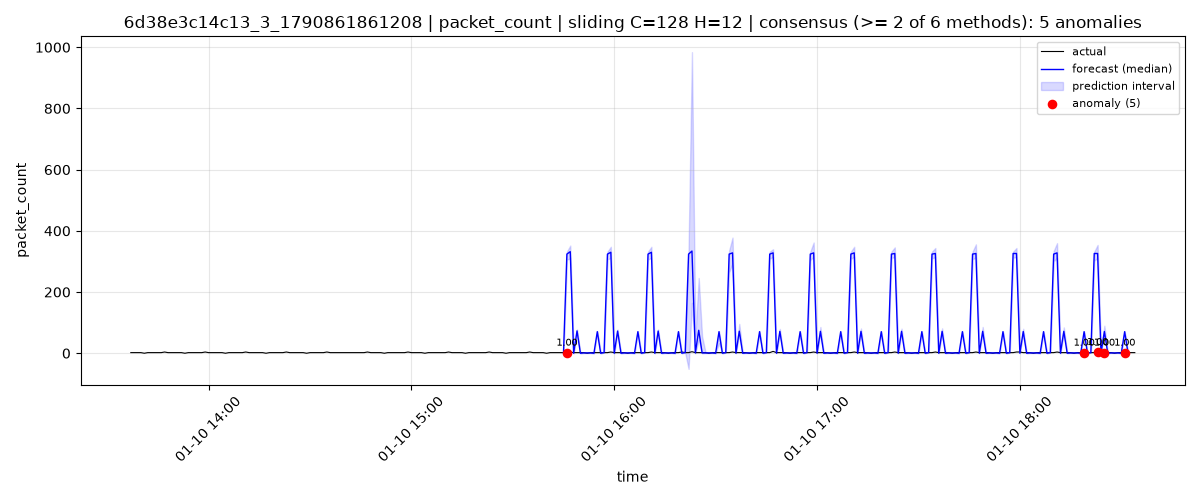 6d38e3c14c13_3_1790861861208 | packet_count | sliding C=128 H=12 | consensus (>= 2 of 6 methods): 5 anomalies
actual
forecast (median)
prediction interval
anomaly (5)
packet_count
1000
800
600
400
200
0
1.00
1.00
1.00
01-10 14:00
01-10 15:00
01-10 16:00
01-10 17:00
01-10 18:00
time